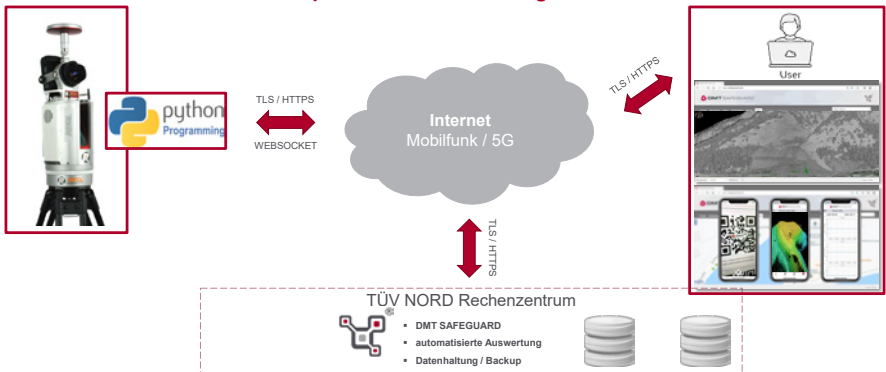 python
Programming
TLS / HTTPS
WEBSOCKET
Internet
Mobilfunk / 5G
TLS / HTTPS
User
TLS / HTTPS
TÜV NORD Rechenzentrum
®
▪ DMT SAFEGUARD
▪ automatisierte Auswertung
▪ Datenhaltung / Backup